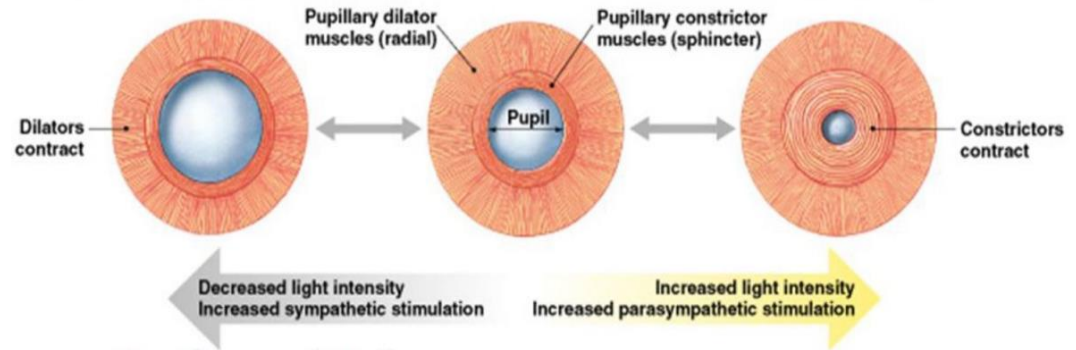 Pupillary dilator
muscles (radial)
Pupillary constrictor
muscles (sphincter)
Dilators
contract
Pupil
Constrictors
contract
Decreased light intensity
Increased sympathetic stimulation
Increased light intensity
Increased parasympathetic stimulation